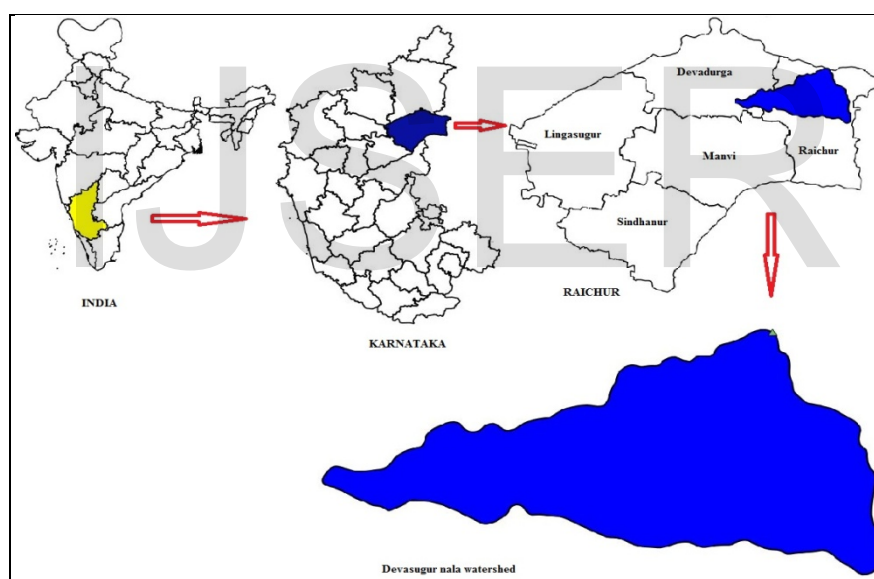 IJSER
Devadurga
Lingasugur
Manvi
Raichur
Sindhanur
INDIA
RAICHUR
KARNATAKA
Devasugur nala watershed